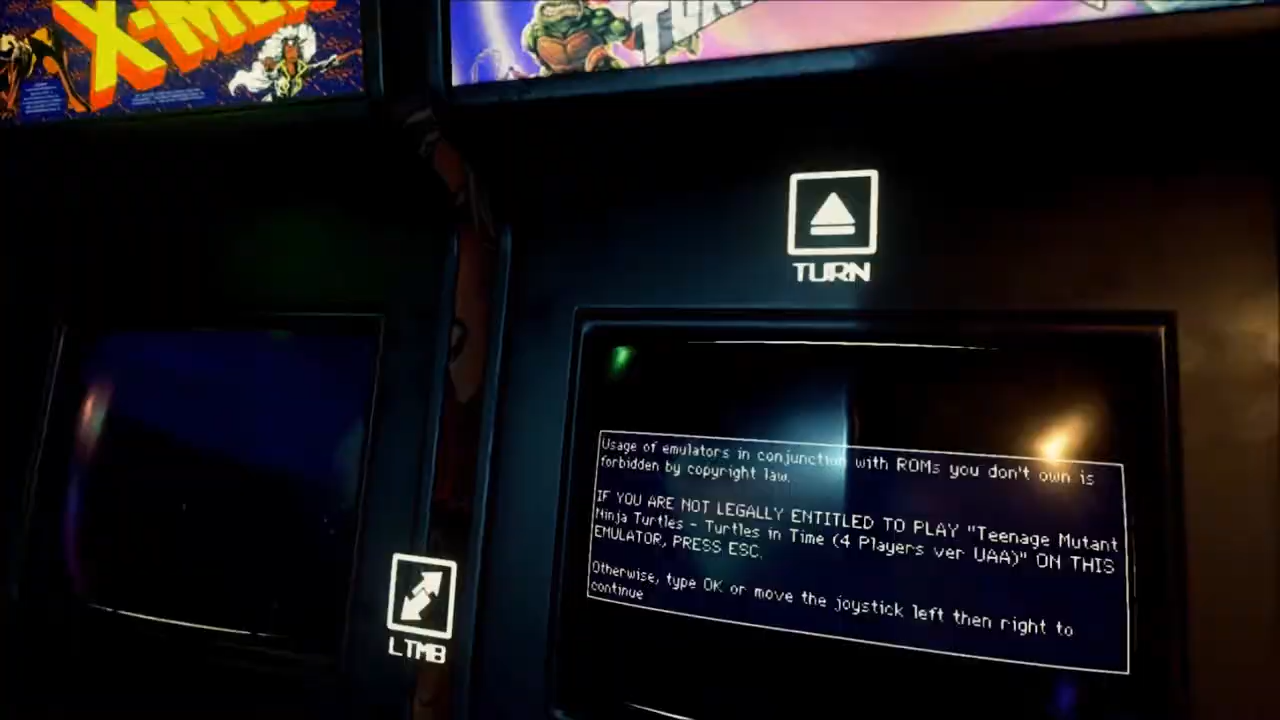 X-MEN
TURN
Usage of emulators in conjunction with ROMs you don't own is
forbidden by copyright law.
IF YOU ARE NOT LEGALLY ENTITLED TO PLAY "Teenage Mutant
Ninja Turtles - Turtles in Time (4 Players ver UAA)" ON THIS
EMULATOR, PRESS ESC.
Otherwise, type OK or move the joystick left then right to
continue
LTMB